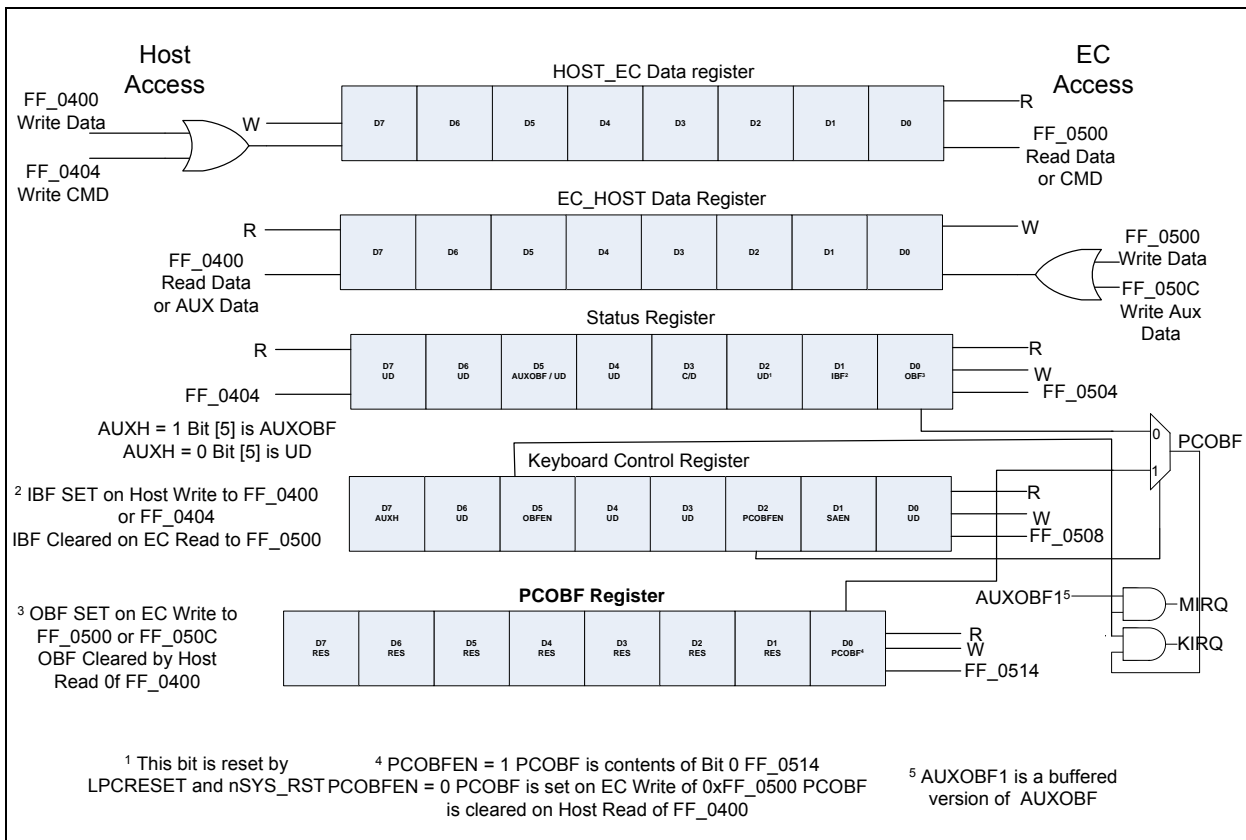 Host
Access
EC
Access
HOST_EC Data register
FF_0400
Write Data
FF_0404
Write CMD
W
D7 D6 D5 D4 D3 D2 D1 D0
R
FF_0500
Read Data
or CMD
EC_HOST Data Register
R
FF_0400
Read Data
or AUX Data
D7 D6 D5 D4 D3 D2 D1 D0
W
FF_0500
Write Data
FF_050C
Write Aux
Data
Status Register
R
FF_0404
D7 D6 D5 D4 D3 D2 D1 D0
UD UD AUXOBF / UD UD C/D UD¹ IBF² OBF³
R
W
FF_0504
AUXH = 1 Bit [5] is AUXOBF
AUXH = 0 Bit [5] is UD
0
1
PCOBF
Keyboard Control Register
² IBF SET on Host Write to FF_0400
or FF_0404
IBF Cleared on EC Read to FF_0500
D7 D6 D5 D4 D3 D2 D1 D0
AUXH UD OBFEN UD UD PCOBFEN SAEN UD
R
W
FF_0508
PCOBF Register
³ OBF SET on EC Write to
FF_0500 or FF_050C
OBF Cleared by Host
Read 0f FF_0400
D7 D6 D5 D4 D3 D2 D1 D0
RES RES RES RES RES RES RES PCOBF⁴
R
W
FF_0514
AUXOBF1⁵
MIRQ
KIRQ
¹ This bit is reset by
LPCRESET and nSYS_RST
⁴ PCOBFEN = 1 PCOBF is contents of Bit 0 FF_0514
PCOBFEN = 0 PCOBF is set on EC Write of 0xFF_0500 PCOBF
is cleared on Host Read of FF_0400
⁵ AUXOBF1 is a buffered
version of AUXOBF